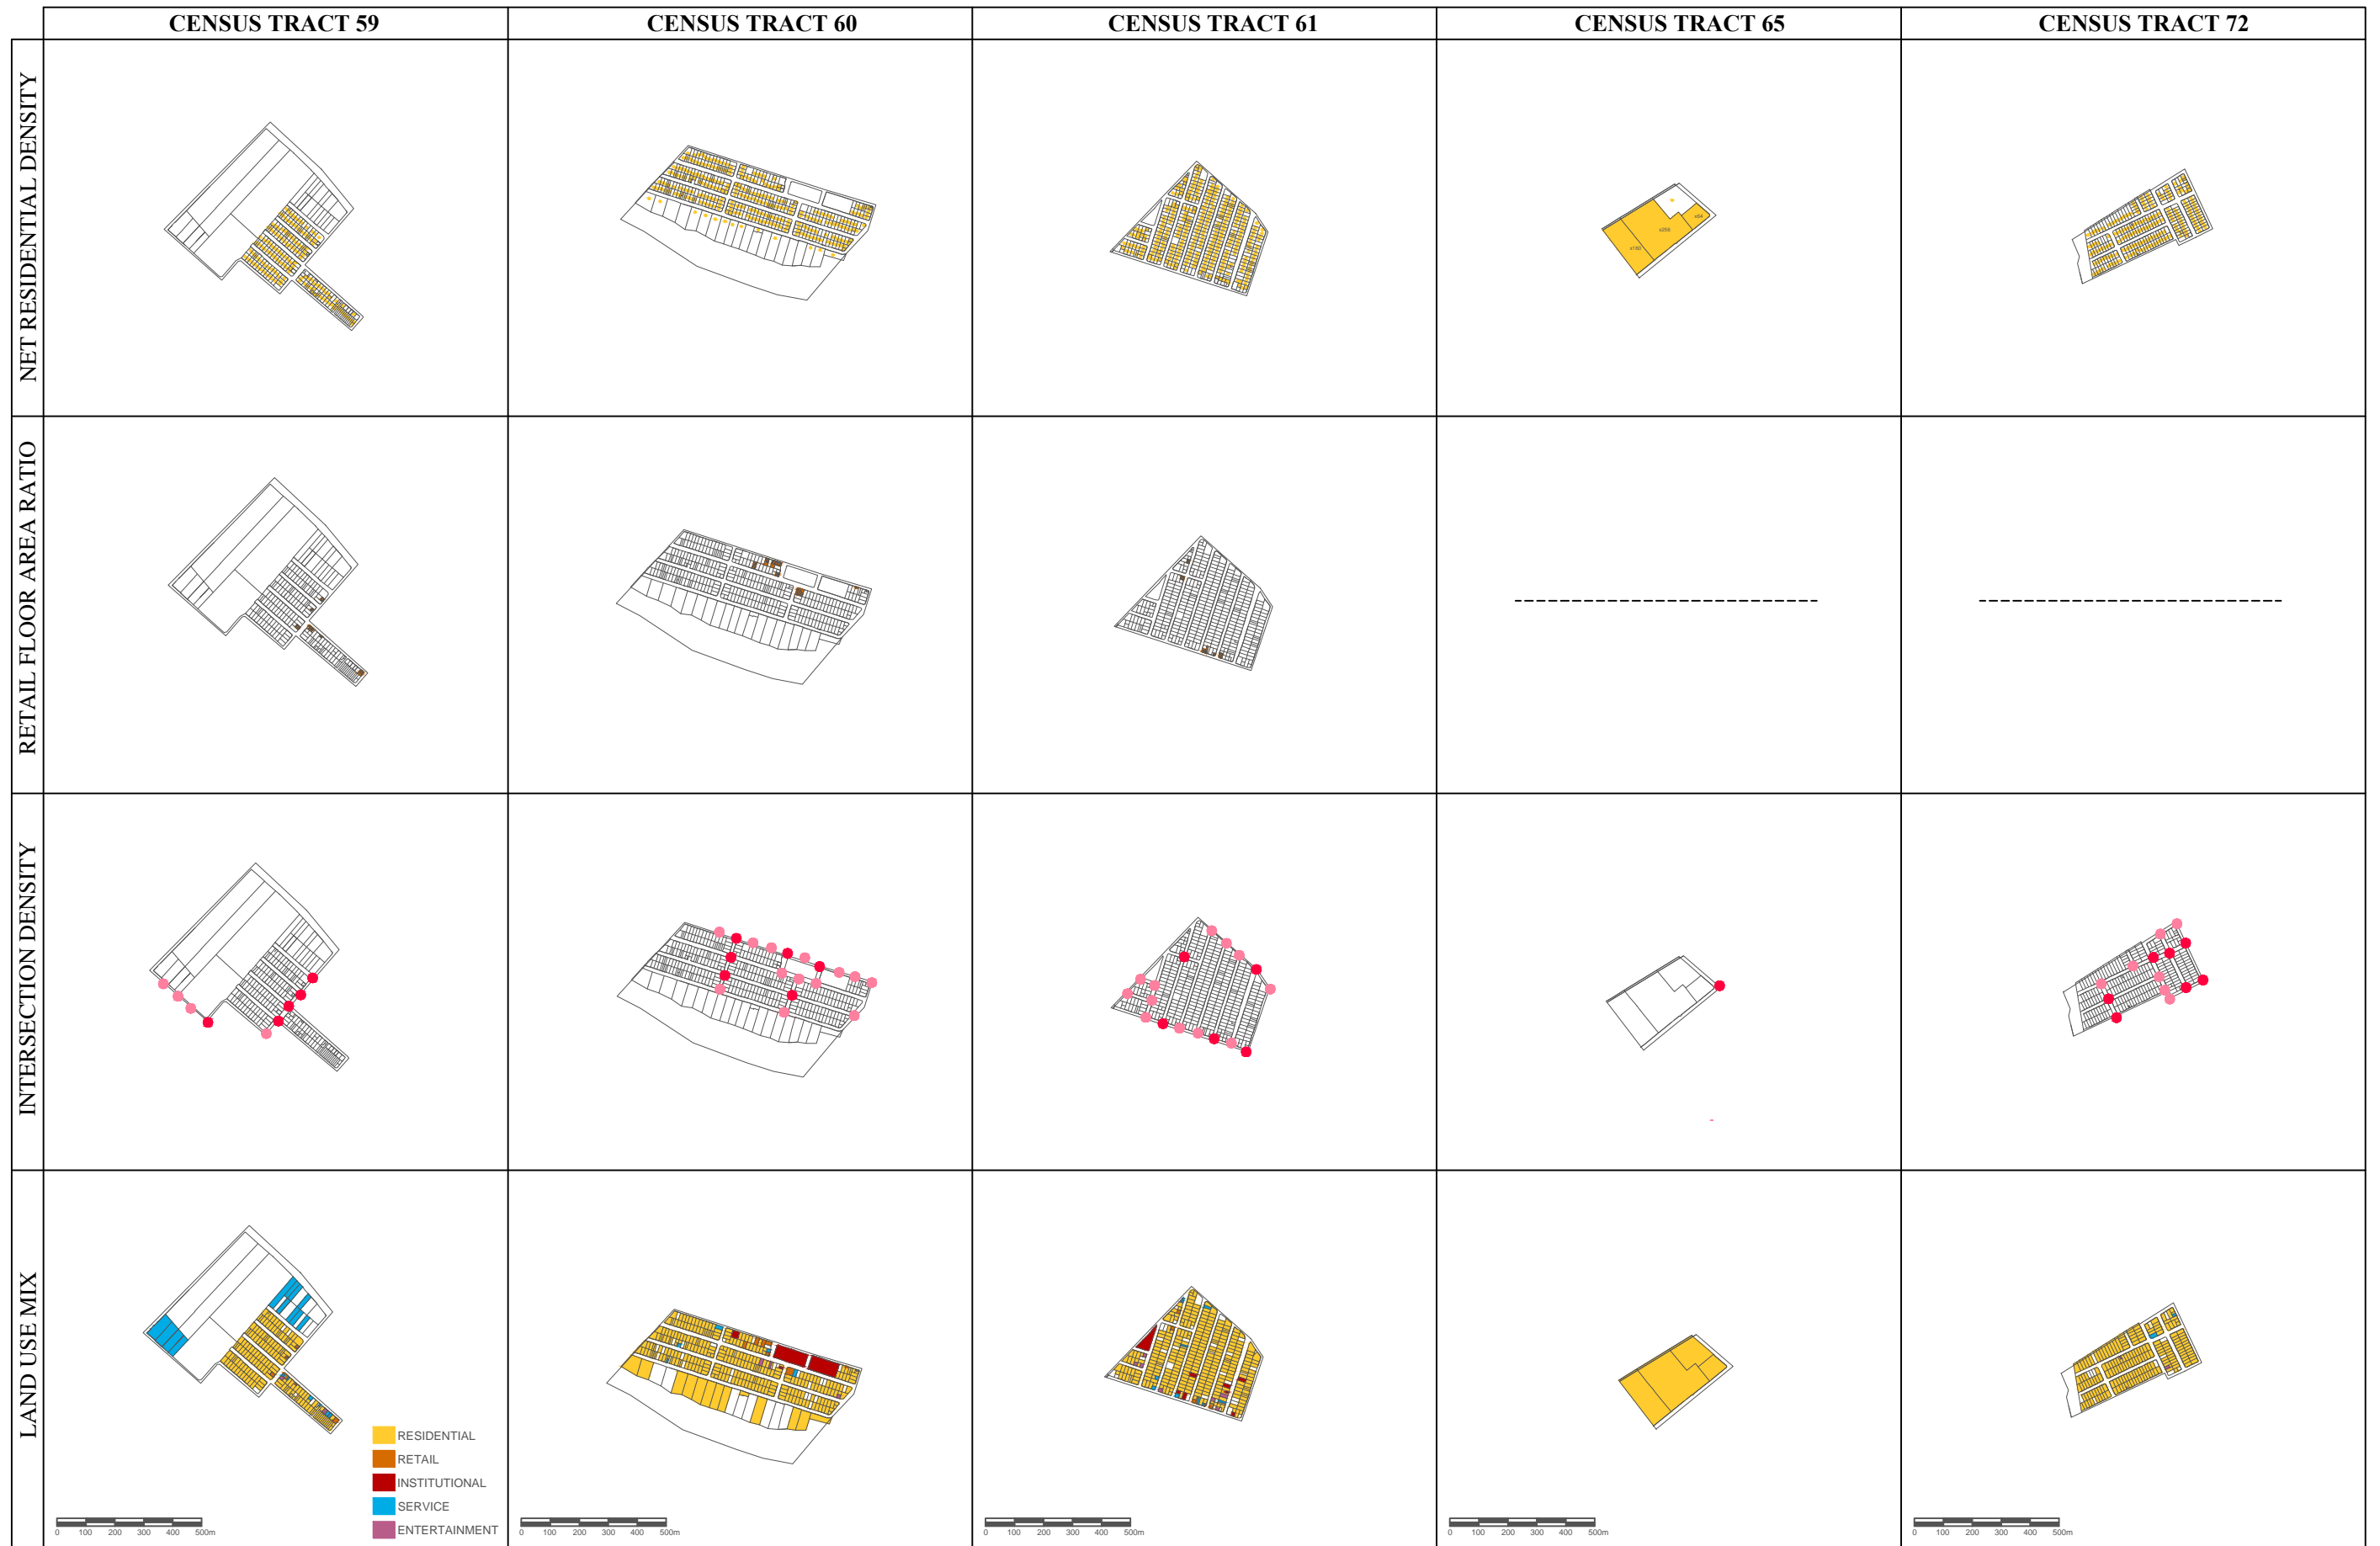 CENSUS TRACT 59
CENSUS TRACT 60
CENSUS TRACT 61
CENSUS TRACT 65
CENSUS TRACT 72
NET RESIDENTIAL DENSITY
x180
x256
x64
RETAIL FLOOR AREA RATIO
INTERSECTION DENSITY
LAND USE MIX
RESIDENTIAL
RETAIL
INSTITUTIONAL
SERVICE
ENTERTAINMENT
0 100 200 300 400 500m
0 100 200 300 400 500m
0 100 200 300 400 500m
0 100 200 300 400 500m
0 100 200 300 400 500m